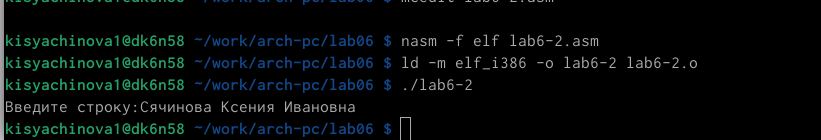 kisyachinova1@dk6n58 ~/work/arch-pc/lab06 $ nasm -f elf lab6-2.asm
kisyachinova1@dk6n58 ~/work/arch-pc/lab06 $ ld -m elf_i386 -o lab6-2 lab6-2.o
kisyachinova1@dk6n58 ~/work/arch-pc/lab06 $ ./lab6-2
Введите строку:Сячинова Ксения Ивановна
kisyachinova1@dk6n58 ~/work/arch-pc/lab06 $